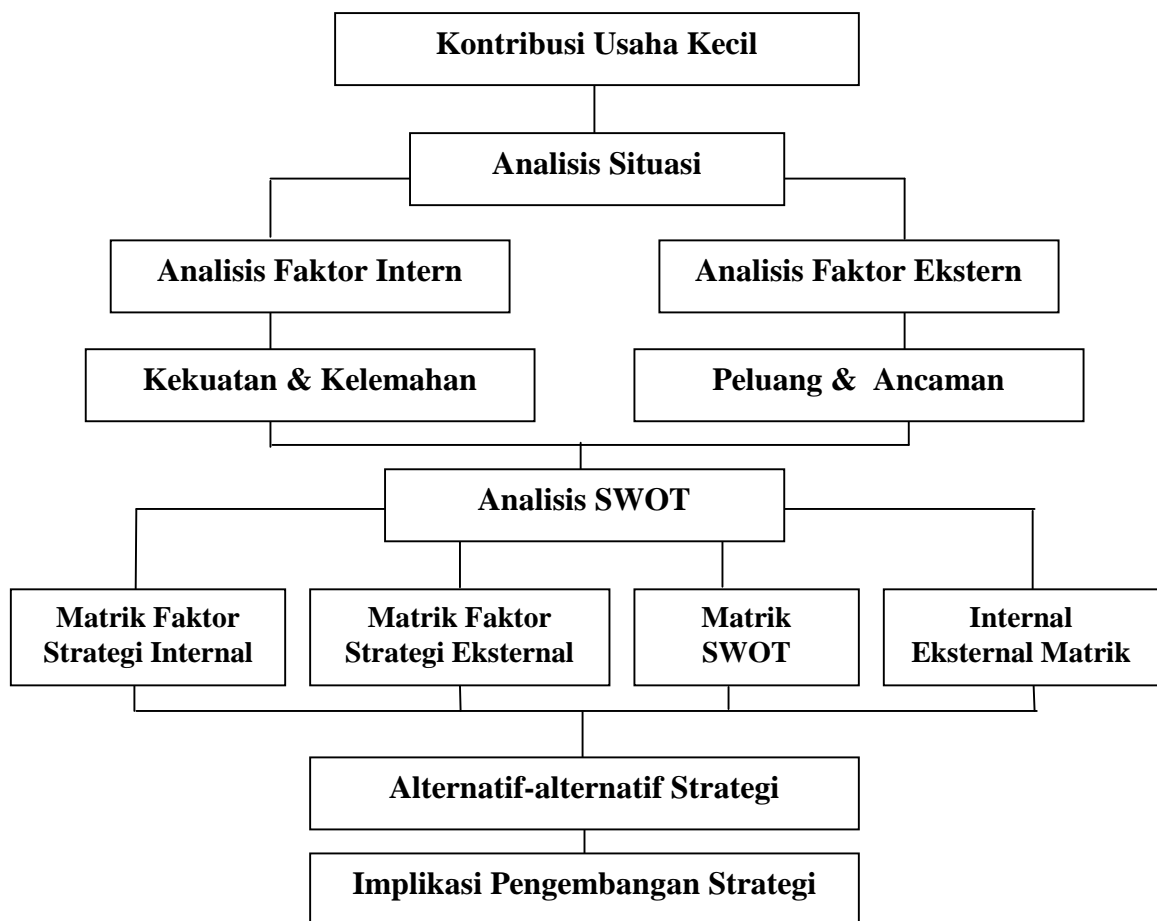 Kontribusi Usaha Kecil
Analisis Situasi
Analisis Faktor Intern
Analisis Faktor Ekstern
Kekuatan & Kelemahan
Peluang & Ancaman
Analisis SWOT
Matrik Faktor
Strategi Internal
Matrik Faktor
Strategi Eksternal
Matrik
SWOT
Internal
Eksternal Matrik
Alternatif-alternatif Strategi
Implikasi Pengembangan Strategi